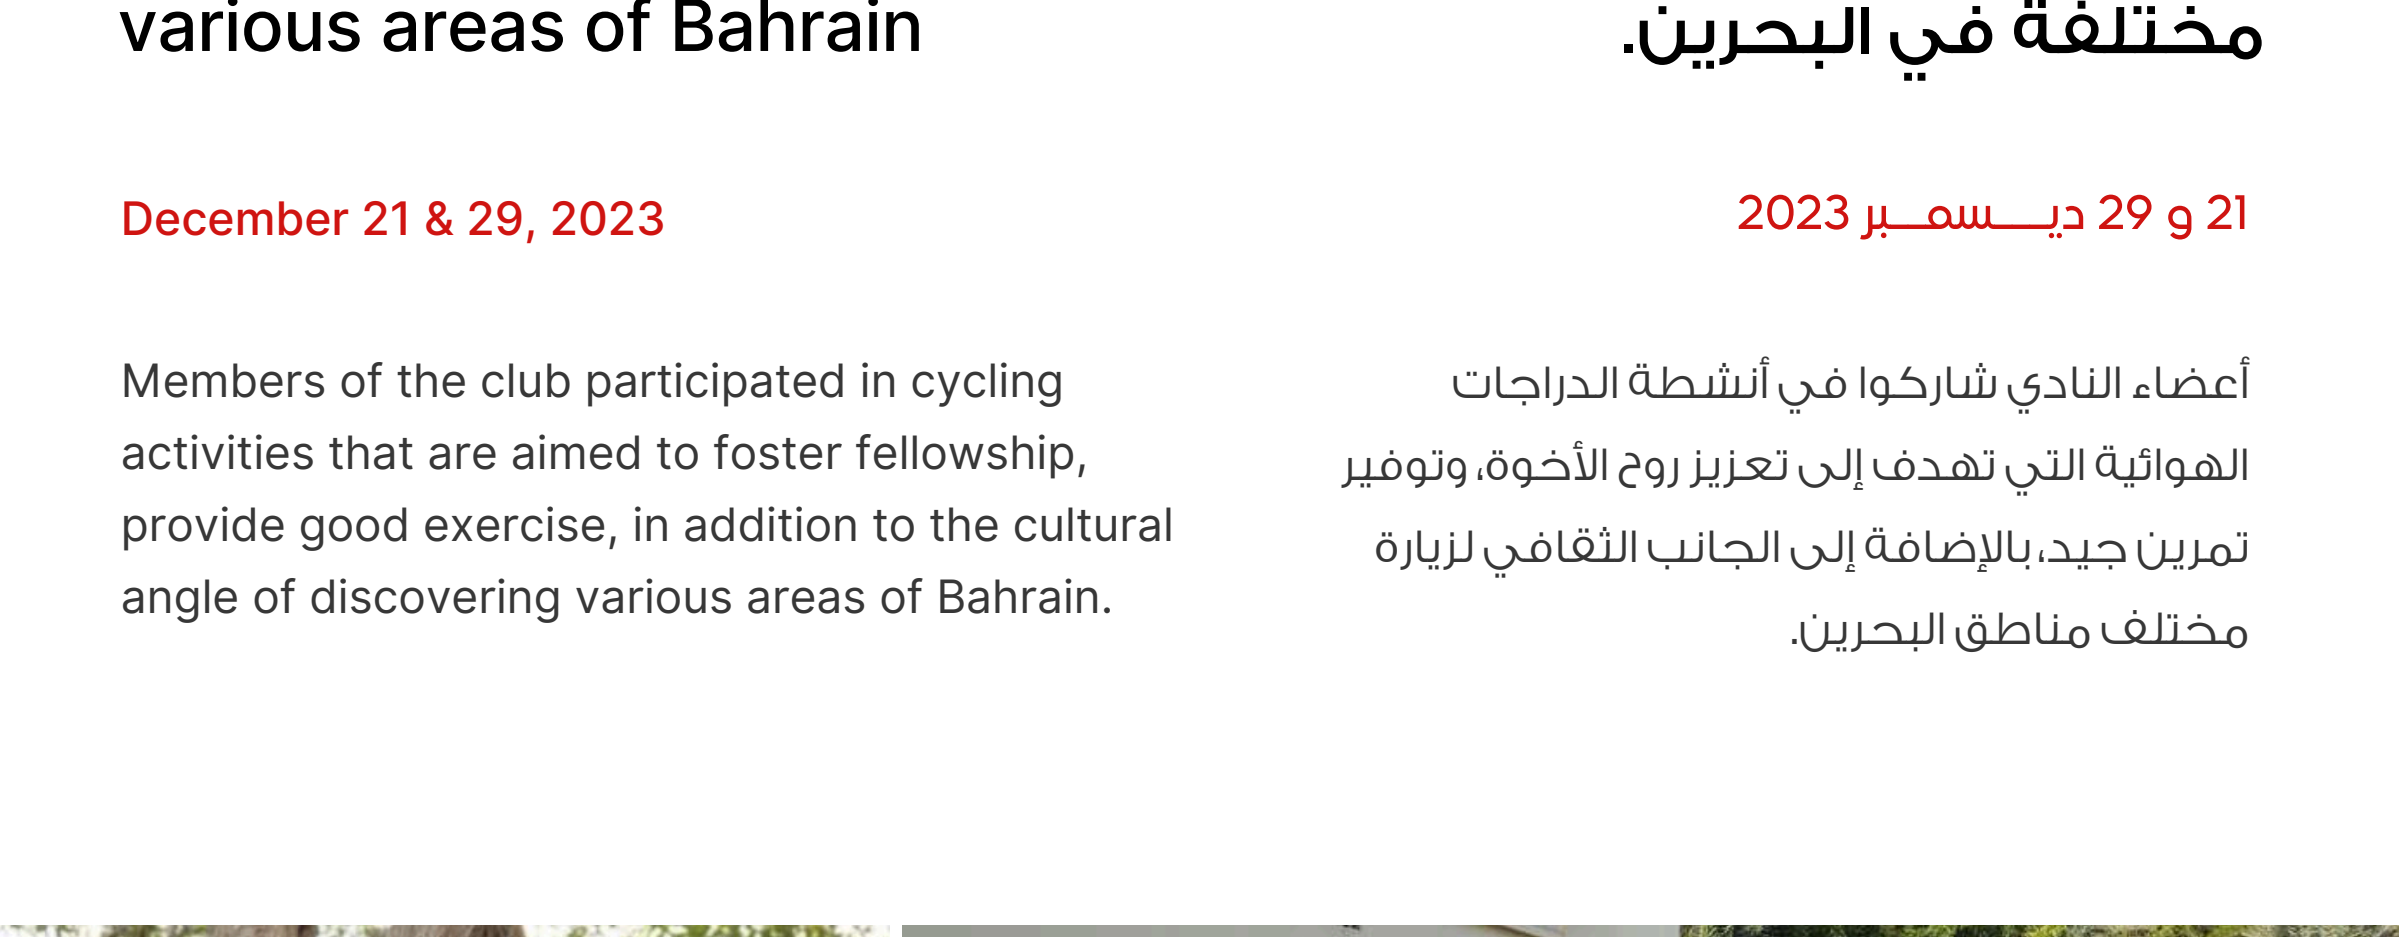 various areas of Bahrain
December 21 & 29, 2023
Members of the club participated in cycling
activities that are aimed to foster fellowship,
provide good exercise, in addition to the cultural
angle of discovering various areas of Bahrain.
مختلفة في البحرين.
21 و 29 ديـــسمـــبر 2023
أعضاء النادي شاركوا في أنشطة الدراجات
الهوائية التي تهدف إلى تعزيز روح الأخوة، وتوفير
تمرين جيد، بالإضافة إلى الجانب الثقافي لزيارة
مختلف مناطق البحرين.